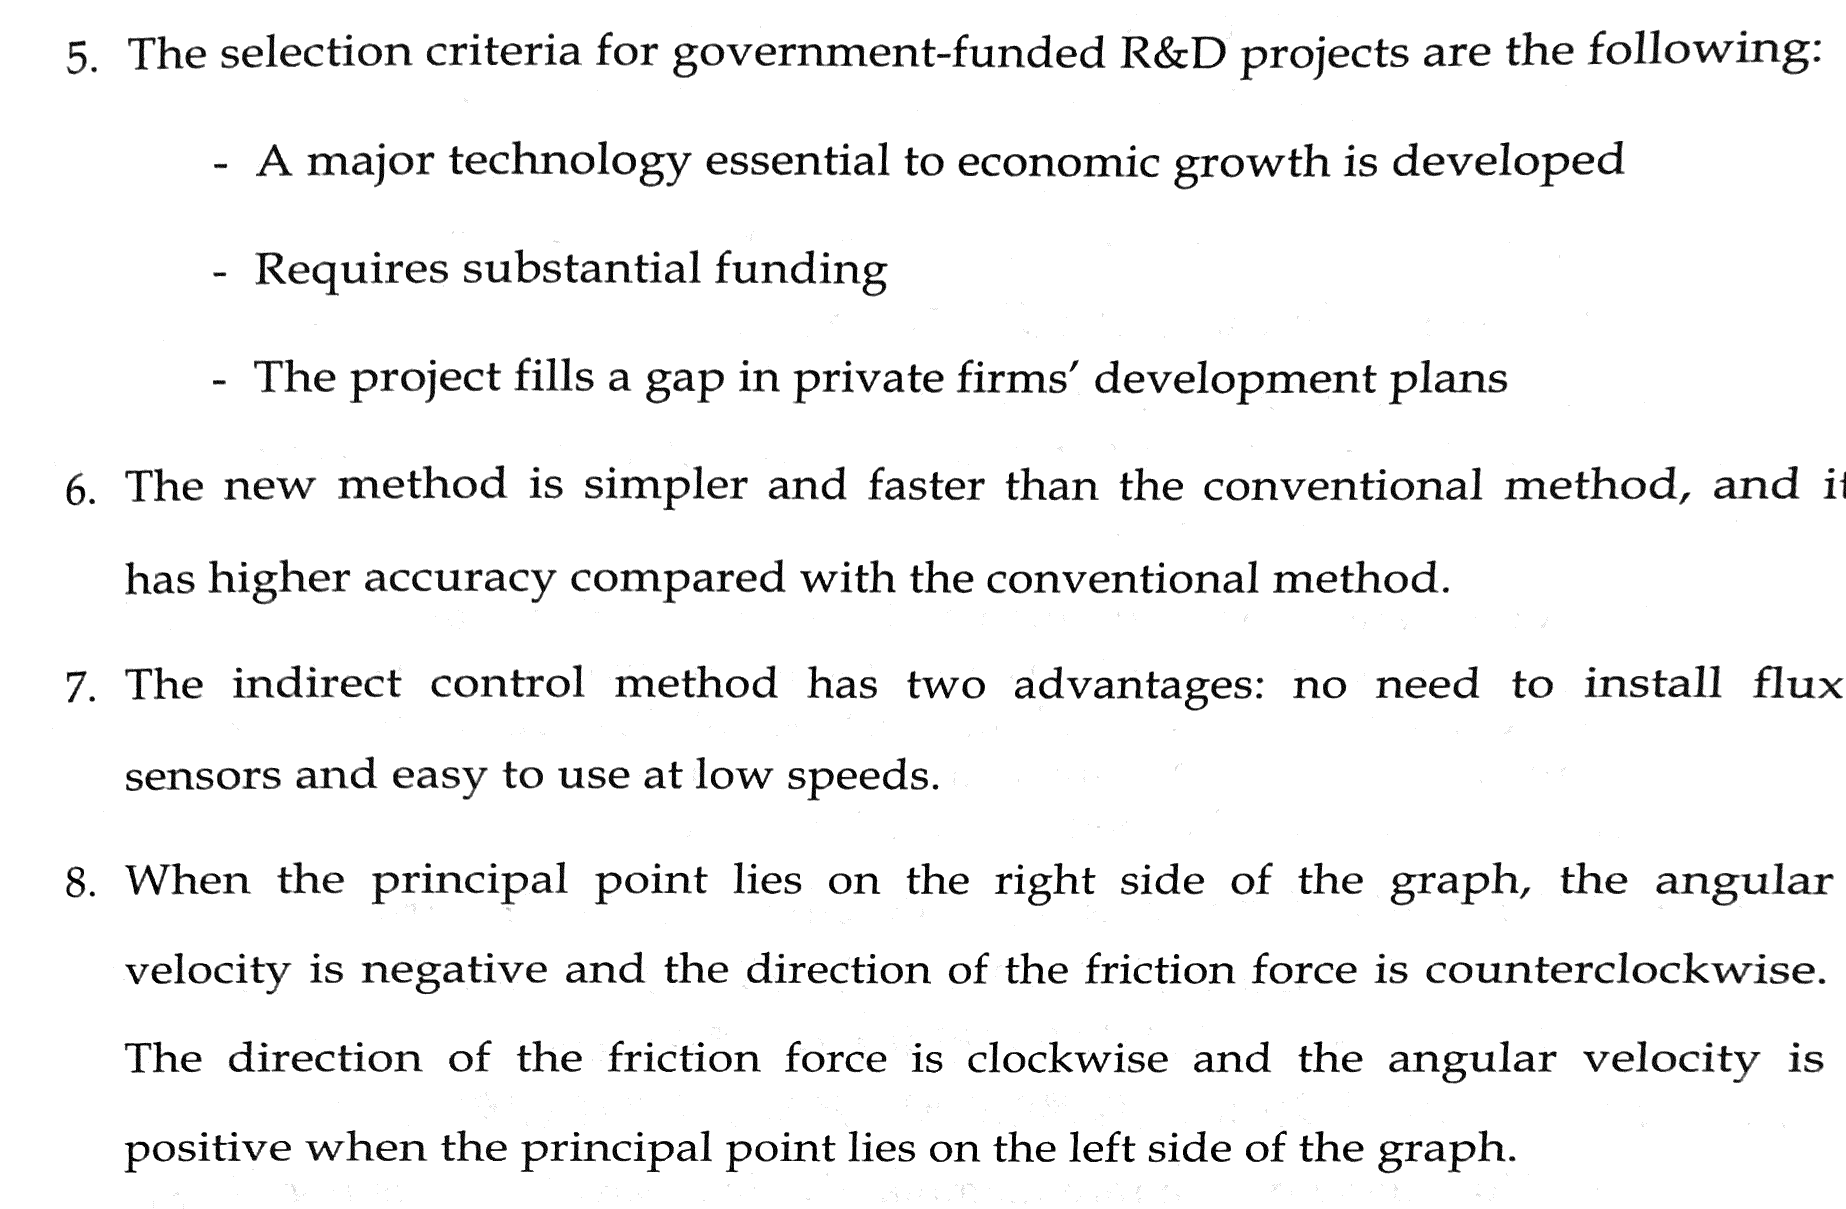 5. The selection criteria for government-funded R&D projects are the following:
- A major technology essential to economic growth is developed
- Requires substantial funding
- The project fills a gap in private firms' development plans
6. The new method is simpler and faster than the conventional method, and it
has higher accuracy compared with the conventional method.
7. The indirect control method has two advantages: no need to install flux
sensors and easy to use at low speeds.
8. When the principal point lies on the right side of the graph, the angular
velocity is negative and the direction of the friction force is counterclockwise.
The direction of the friction force is clockwise and the angular velocity is
positive when the principal point lies on the left side of the graph.